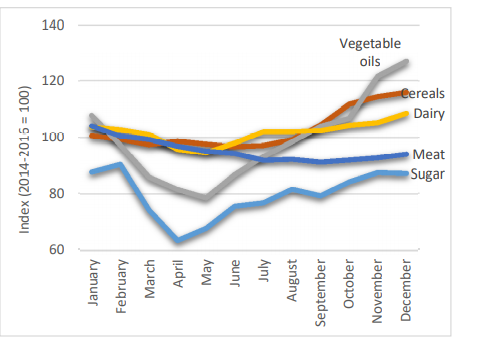 140
120
100
80
60
Index (2014-2016 = 100)
Vegetable
oils
Cereals
Dairy
Meat
Sugar
January
February
March
April
May
June
July
August
September
October
November
December